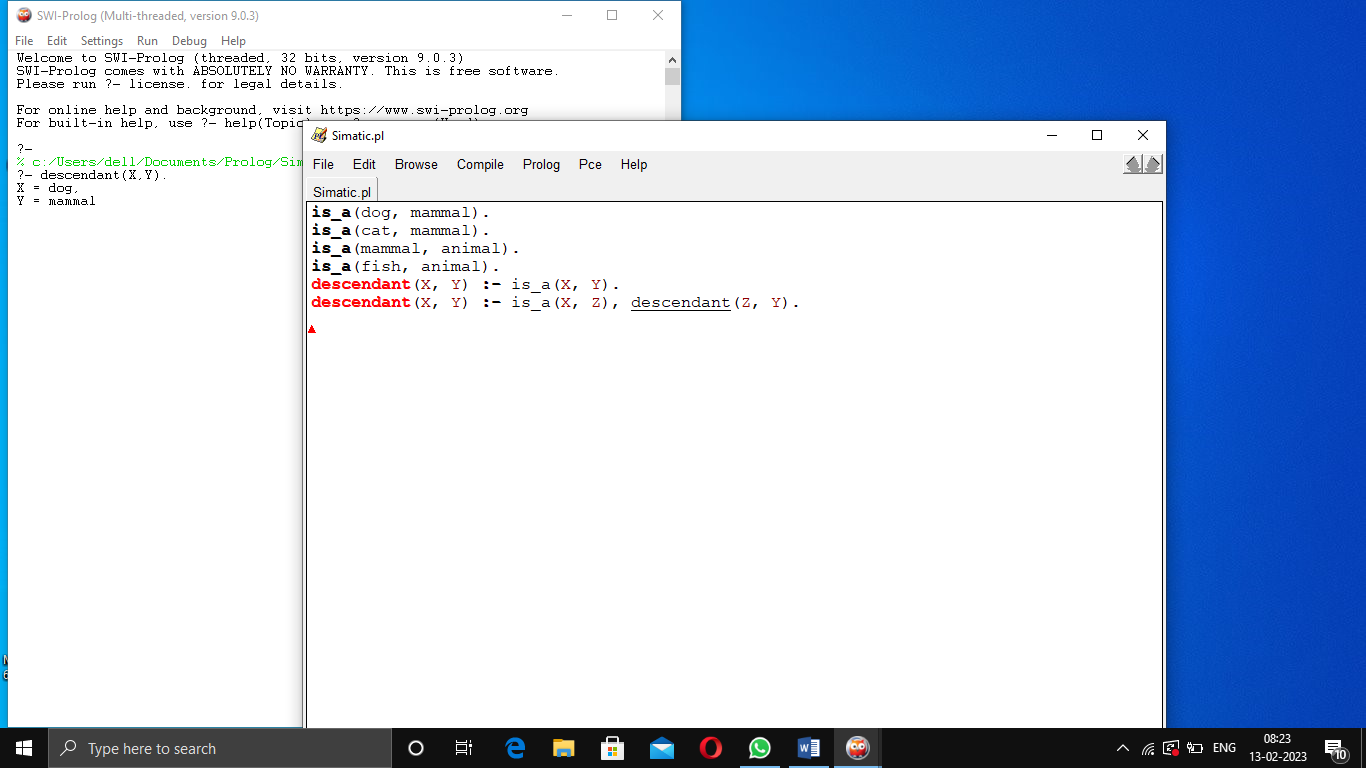 SWI-Prolog (Multi-threaded, version 9.0.3)
File Edit Settings Run Debug Help
Welcome to SWI-Prolog (threaded, 32 bits, version 9.0.3)
SWI-Prolog comes with ABSOLUTELY NO WARRANTY. This is free software.
Please run ?- license. for legal details.
For online help and background, visit https://www.swi-prolog.org
For built-in help, use ?- help(Topic)
?-
% c:/Users/dell/Documents/Prolog/Sim
?- descendant(X,Y).
X = dog,
Y = mammal
Simatic.pl
File Edit Browse Compile Prolog Pce Help
Simatic.pl
is_a(dog, mammal).
is_a(cat, mammal).
is_a(mammal, animal).
is_a(fish, animal).
descendant(X, Y) :- is_a(X, Y).
descendant(X, Y) :- is_a(X, Z), descendant(Z, Y).
Type here to search
ENG
08:23
13-02-2023
10